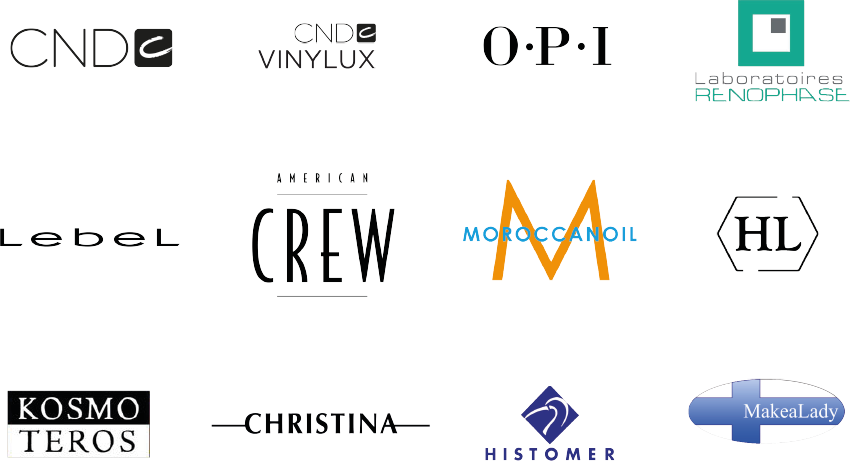 CND
CND
VINYLUX
O·P·I
Laboratoires
RENOPHASE
LebeL
AMERICAN
CREW
MOROCCANOIL
HL
KOSMO
TEROS
CHRISTINA
HISTOMER
MakeaLady